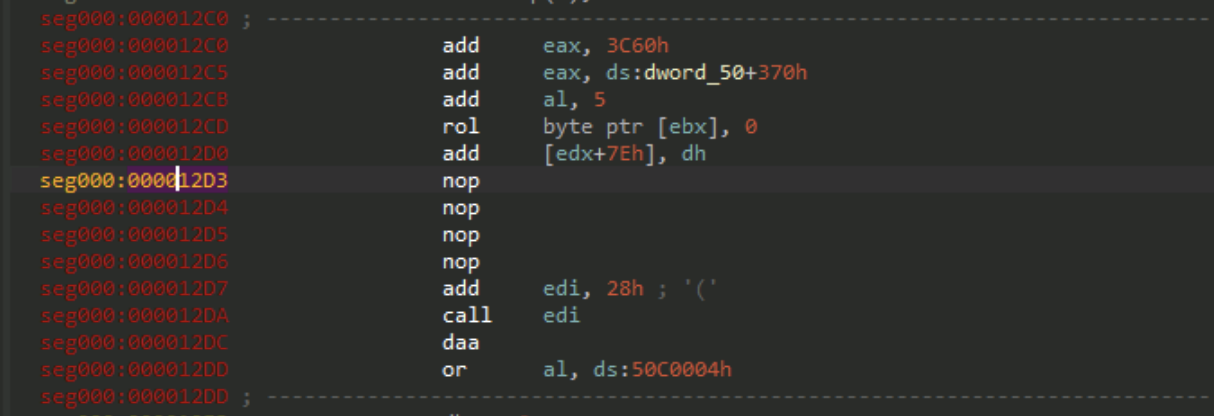 seg000:000012C0 ; ------------------------------------------------------------------
seg000:000012C0 add eax, 3C60h
seg000:000012C5 add eax, ds:dword_50+370h
seg000:000012CB add al, 5
seg000:000012CD rol byte ptr [ebx], 0
seg000:000012D0 add [edx+7Eh], dh
seg000:000012D3 nop
seg000:000012D4 nop
seg000:000012D5 nop
seg000:000012D6 nop
seg000:000012D7 add edi, 28h ; '('
seg000:000012DA call edi
seg000:000012DC daa
seg000:000012DD or al, ds:50C0004h
seg000:000012DD ; ------------------------------------------------------------------